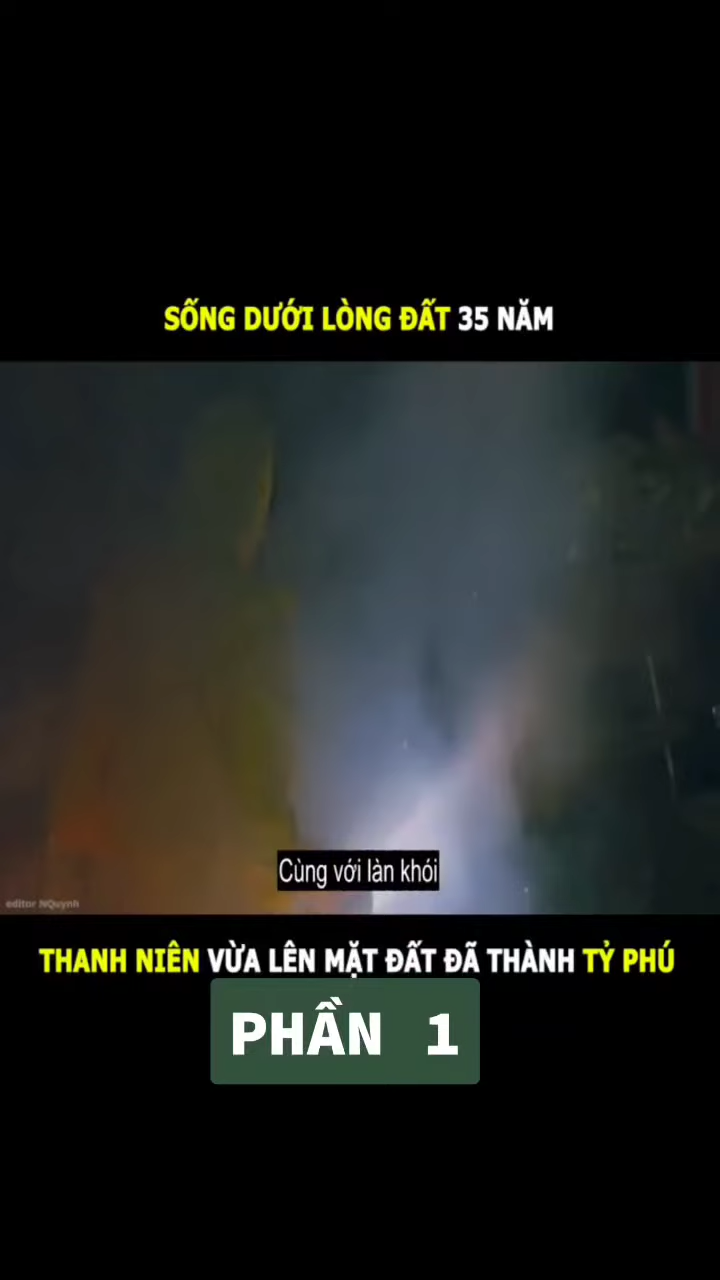 SỐNG DƯỚI LÒNG ĐẤT 35 NĂM
Cùng với làn khói
editor NQuynh
THANH NIÊN VỪA LÊN MẶT ĐẤT ĐÃ THÀNH TỶ PHÚ
PHẦN 1